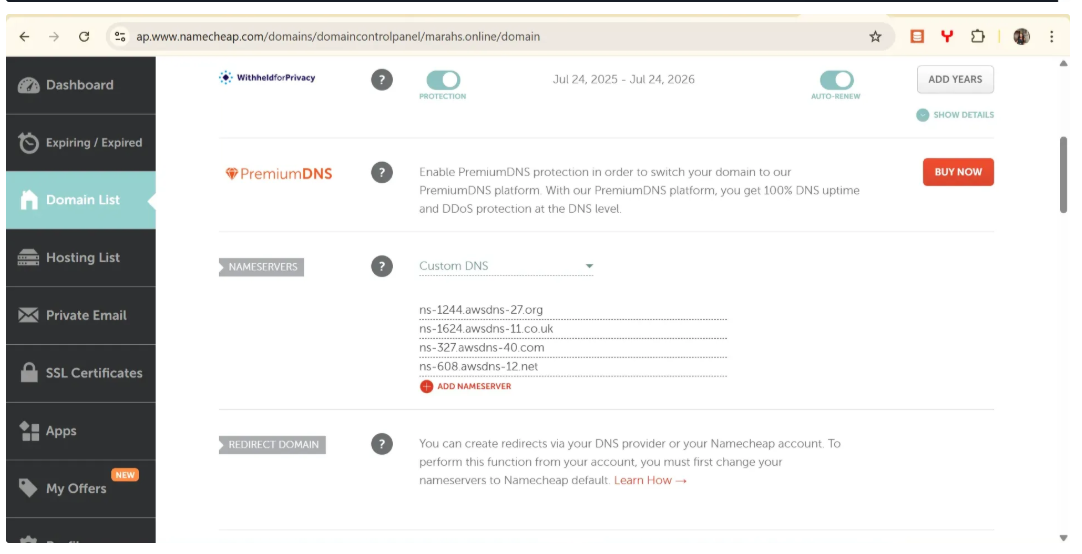 ap.www.namecheap.com/domains/domaincontrolpanel/marahs.online/domain
Dashboard
Expiring / Expired
Domain List
Hosting List
Private Email
SSL Certificates
Apps
NEW
My Offers
WithheldforPrivacy
?
PROTECTION
Jul 24, 2025 - Jul 24, 2026
AUTO-RENEW
ADD YEARS
SHOW DETAILS
PremiumDNS
?
Enable PremiumDNS protection in order to switch your domain to our
PremiumDNS platform. With our PremiumDNS platform, you get 100% DNS uptime
and DDoS protection at the DNS level.
BUY NOW
NAMESERVERS
?
Custom DNS
ns-1244.awsdns-27.org
ns-1624.awsdns-11.co.uk
ns-327.awsdns-40.com
ns-608.awsdns-12.net
ADD NAMESERVER
REDIRECT DOMAIN
?
You can create redirects via your DNS provider or your Namecheap account. To
perform this function from your account, you must first change your
nameservers to Namecheap default. Learn How →